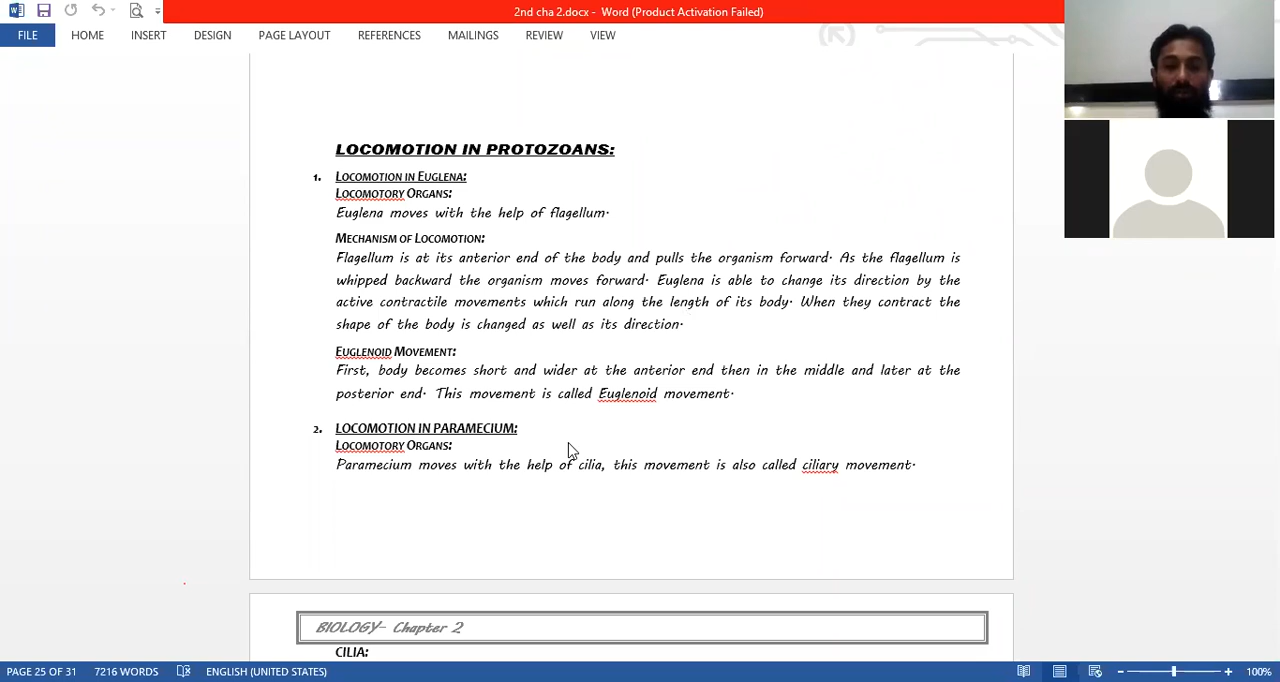 2nd cha 2.docx - Word (Product Activation Failed)
FILE HOME INSERT DESIGN PAGE LAYOUT REFERENCES MAILINGS REVIEW VIEW
LOCOMOTION IN PROTOZOANS:
1. LOCOMOTION IN EUGLENA:
LOCOMOTORY ORGANS:
Euglena moves with the help of flagellum.
MECHANISM OF LOCOMOTION:
Flagellum is at its anterior end of the body and pulls the organism forward. As the flagellum is
whipped backward the organism moves forward. Euglena is able to change its direction by the
active contractile movements which run along the length of its body. When they contract the
shape of the body is changed as well as its direction.
EUGLENOID MOVEMENT:
First, body becomes short and wider at the anterior end then in the middle and later at the
posterior end. This movement is called Euglenoid movement.
2. LOCOMOTION IN PARAMECIUM:
LOCOMOTORY ORGANS:
Paramecium moves with the help of cilia, this movement is also called ciliary movement.
BIOLOGY- Chapter 2
CILIA:
PAGE 25 OF 31 7216 WORDS ENGLISH (UNITED STATES) 100%